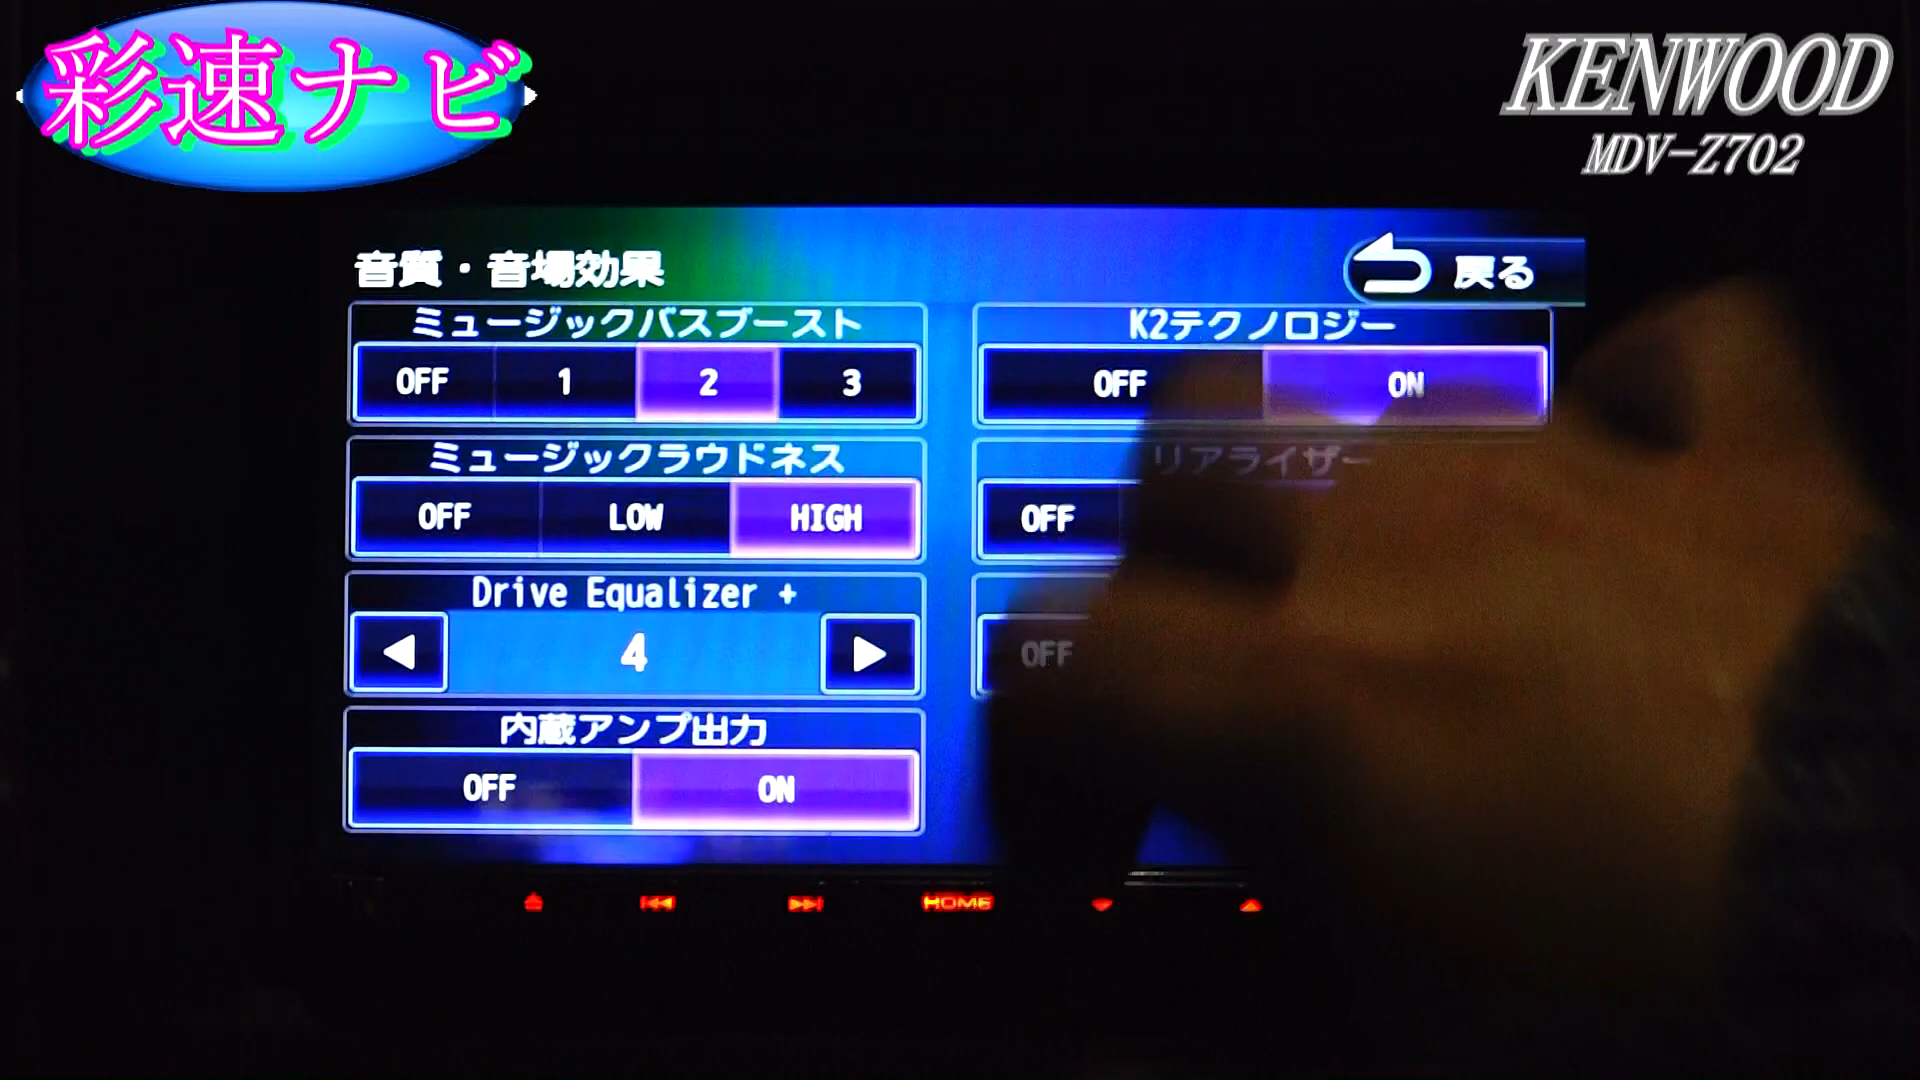 彩速ナビ
KENWOOD
MDV-Z702
音質・音場効果
戻る
ミュージックバスブースト
OFF 1 2 3
K2テクノロジー
OFF ON
ミュージックラウドネス
OFF LOW HIGH
リアライザー
OFF
Drive Equalizer +
4
OFF
内蔵アンプ出力
OFF ON
HOME